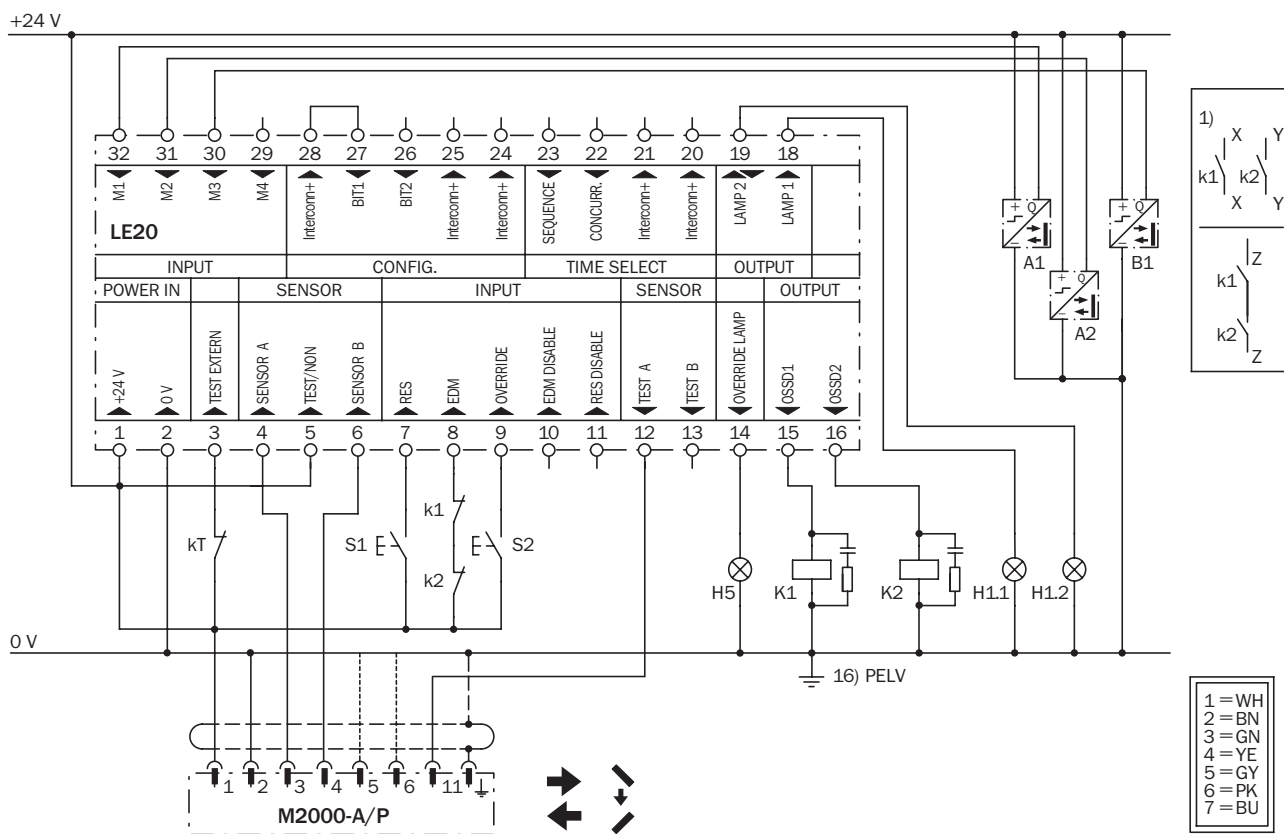 +24 V
32 31 30 29 28 27 26 25 24 23 22 21 20 19 18
M1
M2
M3
M4
Interconn+
BIT1
BIT2
Interconn+
Interconn+
SEQUENCE
CONCURR.
Interconn+
Interconn+
LAMP 2
LAMP 1
LE20
INPUT CONFIG. TIME SELECT OUTPUT
POWER IN SENSOR INPUT SENSOR OUTPUT
+24 V
0 V
TEST EXTERN
SENSOR A
TEST/NON
SENSOR B
RES
EDM
OVERRIDE
EDM DISABLE
RES DISABLE
TEST A
TEST B
OVERRIDE LAMP
OSSD1
OSSD2
1 2 3 4 5 6 7 8 9 10 11 12 13 14 15 16
+ Q
−
A1
+ Q
−
A2
+ Q
−
B1
1)
X Y
k1 k2
X Y
Z
k1
k2
Z
kT
S1
k1
k2
S2
H5
K1
K2
H1.1
H1.2
0 V
16) PELV
1 2 3 4 5 6 11
M2000-A/P
1 = WH
2 = BN
3 = GN
4 = YE
5 = GY
6 = PK
7 = BU